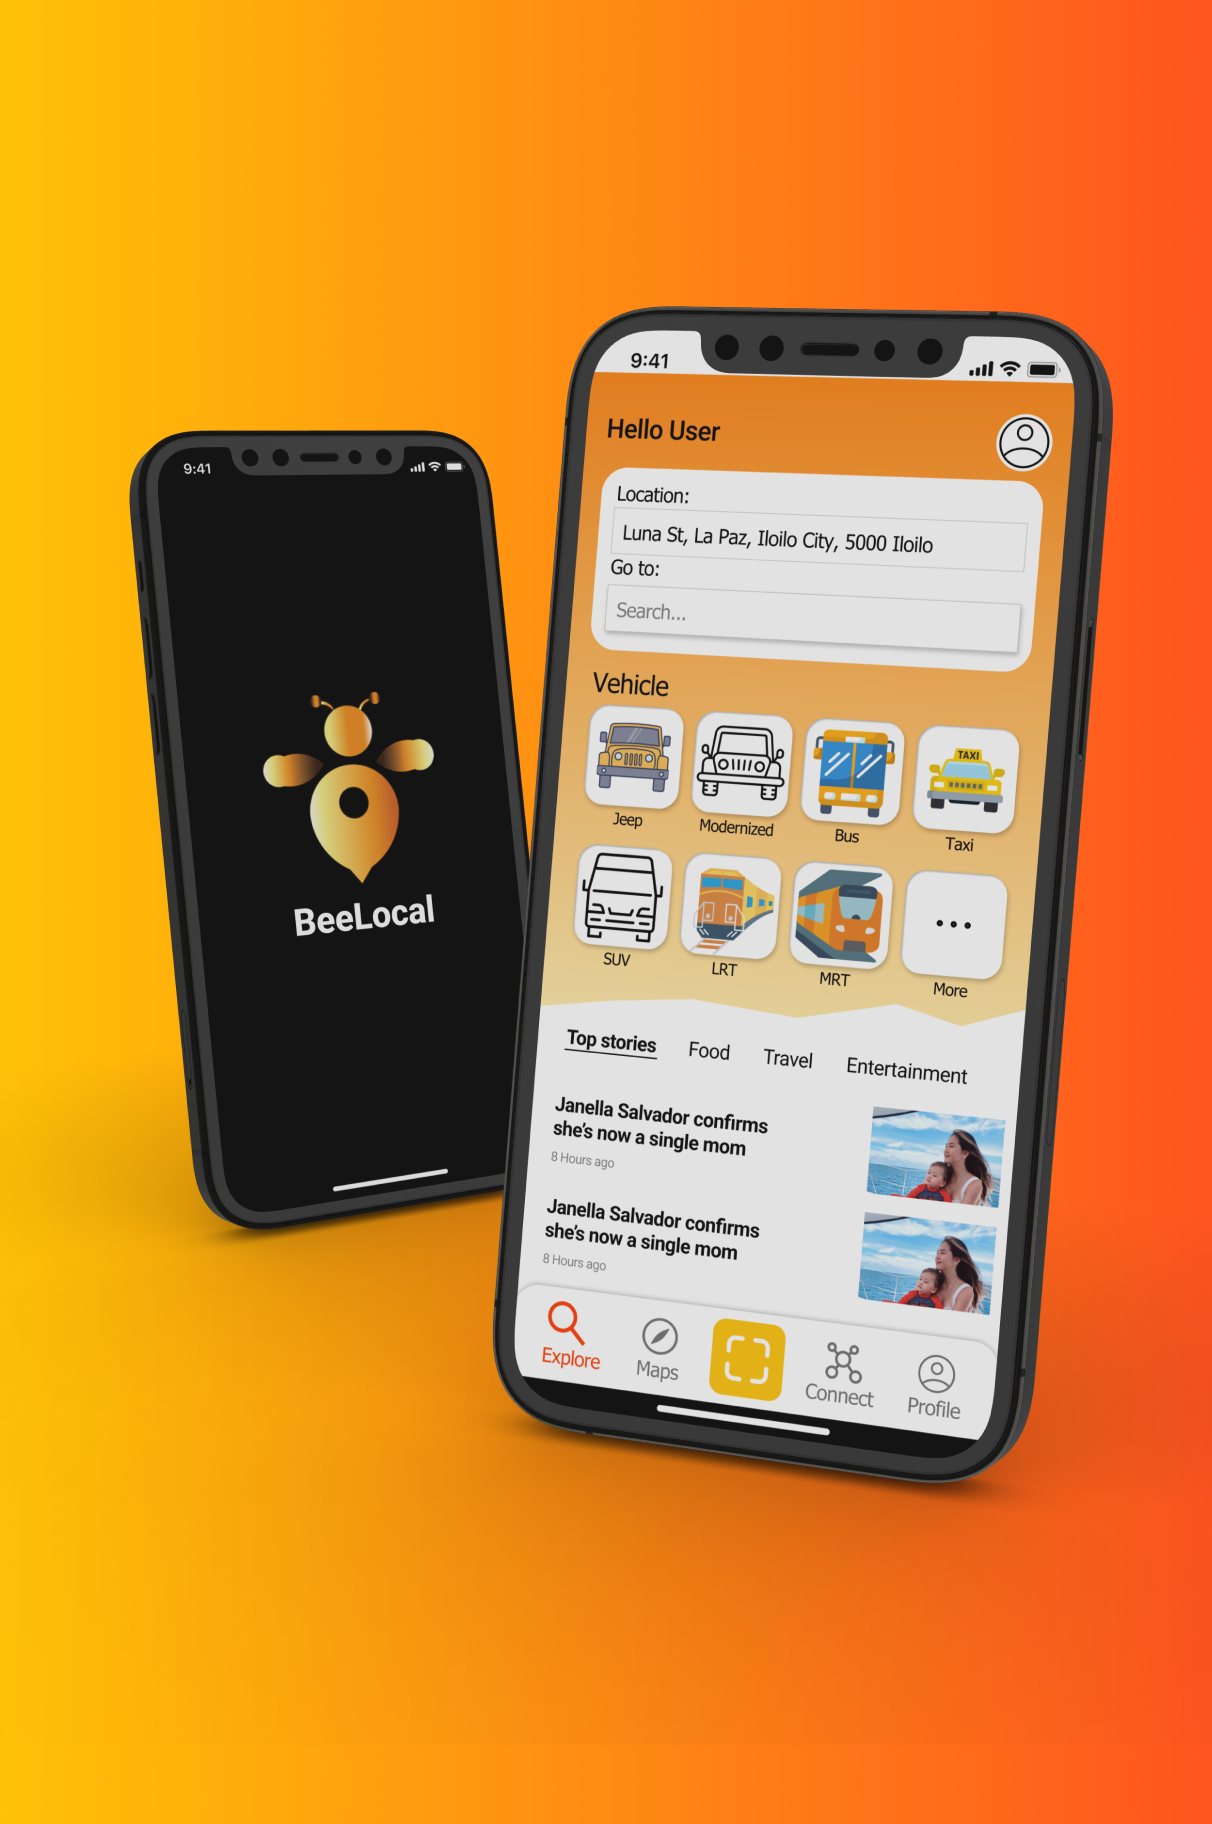 9:41
BeeLocal
9:41
Hello User
Location:
Luna St, La Paz, Iloilo City, 5000 Iloilo
Go to:
Search...
Vehicle
Jeep
Modernized
Bus
TAXI
Taxi
SUV
LRT
MRT
More
Top stories Food Travel Entertainment
Janella Salvador confirms
she's now a single mom
8 Hours ago
Janella Salvador confirms
she's now a single mom
8 Hours ago
Explore
Maps
Connect
Profile